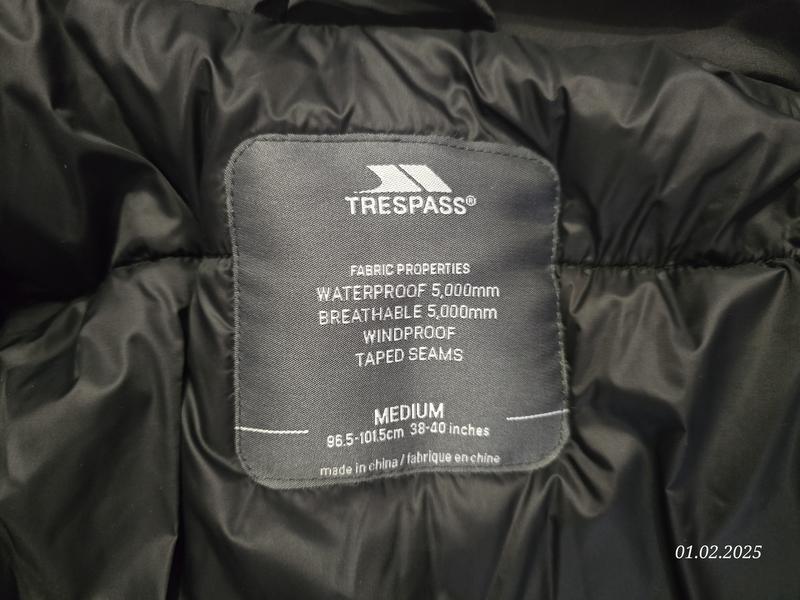 TRESPASS®
FABRIC PROPERTIES
WATERPROOF 5,000mm
BREATHABLE 5,000mm
WINDPROOF
TAPED SEAMS
MEDIUM
96.5-101.5cm 38-40 inches
made in china / fabrique en chine
01.02.2025